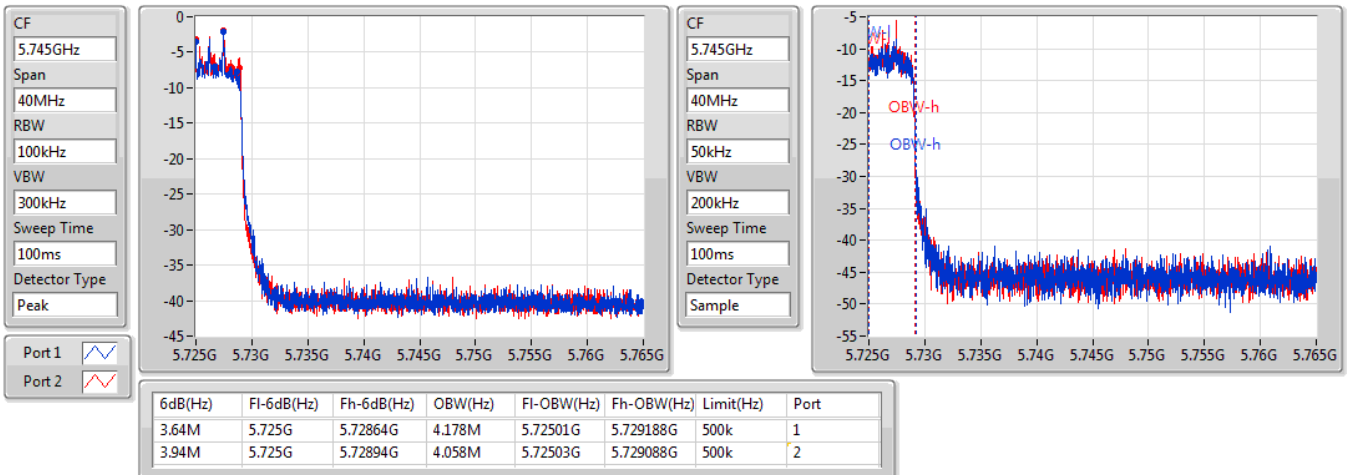 CF
5.745GHz
Span
40MHz
RBW
100kHz
VBW
300kHz
Sweep Time
100ms
Detector Type
Peak
Port 1
Port 2
0
-5
-10
-15
-20
-25
-30
-35
-40
-45
5.725G 5.73G 5.735G 5.74G 5.745G 5.75G 5.755G 5.76G 5.765G
CF
5.745GHz
Span
40MHz
RBW
50kHz
VBW
200kHz
Sweep Time
100ms
Detector Type
Sample
-5
-10
-15
-20
-25
-30
-35
-40
-45
-50
-55
OBW-h
OBW-h
5.725G 5.73G 5.735G 5.74G 5.745G 5.75G 5.755G 5.76G 5.765G
6dB(Hz) Fl-6dB(Hz) Fh-6dB(Hz) OBW(Hz) Fl-OBW(Hz) Fh-OBW(Hz) Limit(Hz) Port
3.64M 5.725G 5.72864G 4.178M 5.72501G 5.729188G 500k 1
3.94M 5.725G 5.72894G 4.058M 5.72503G 5.729088G 500k 2